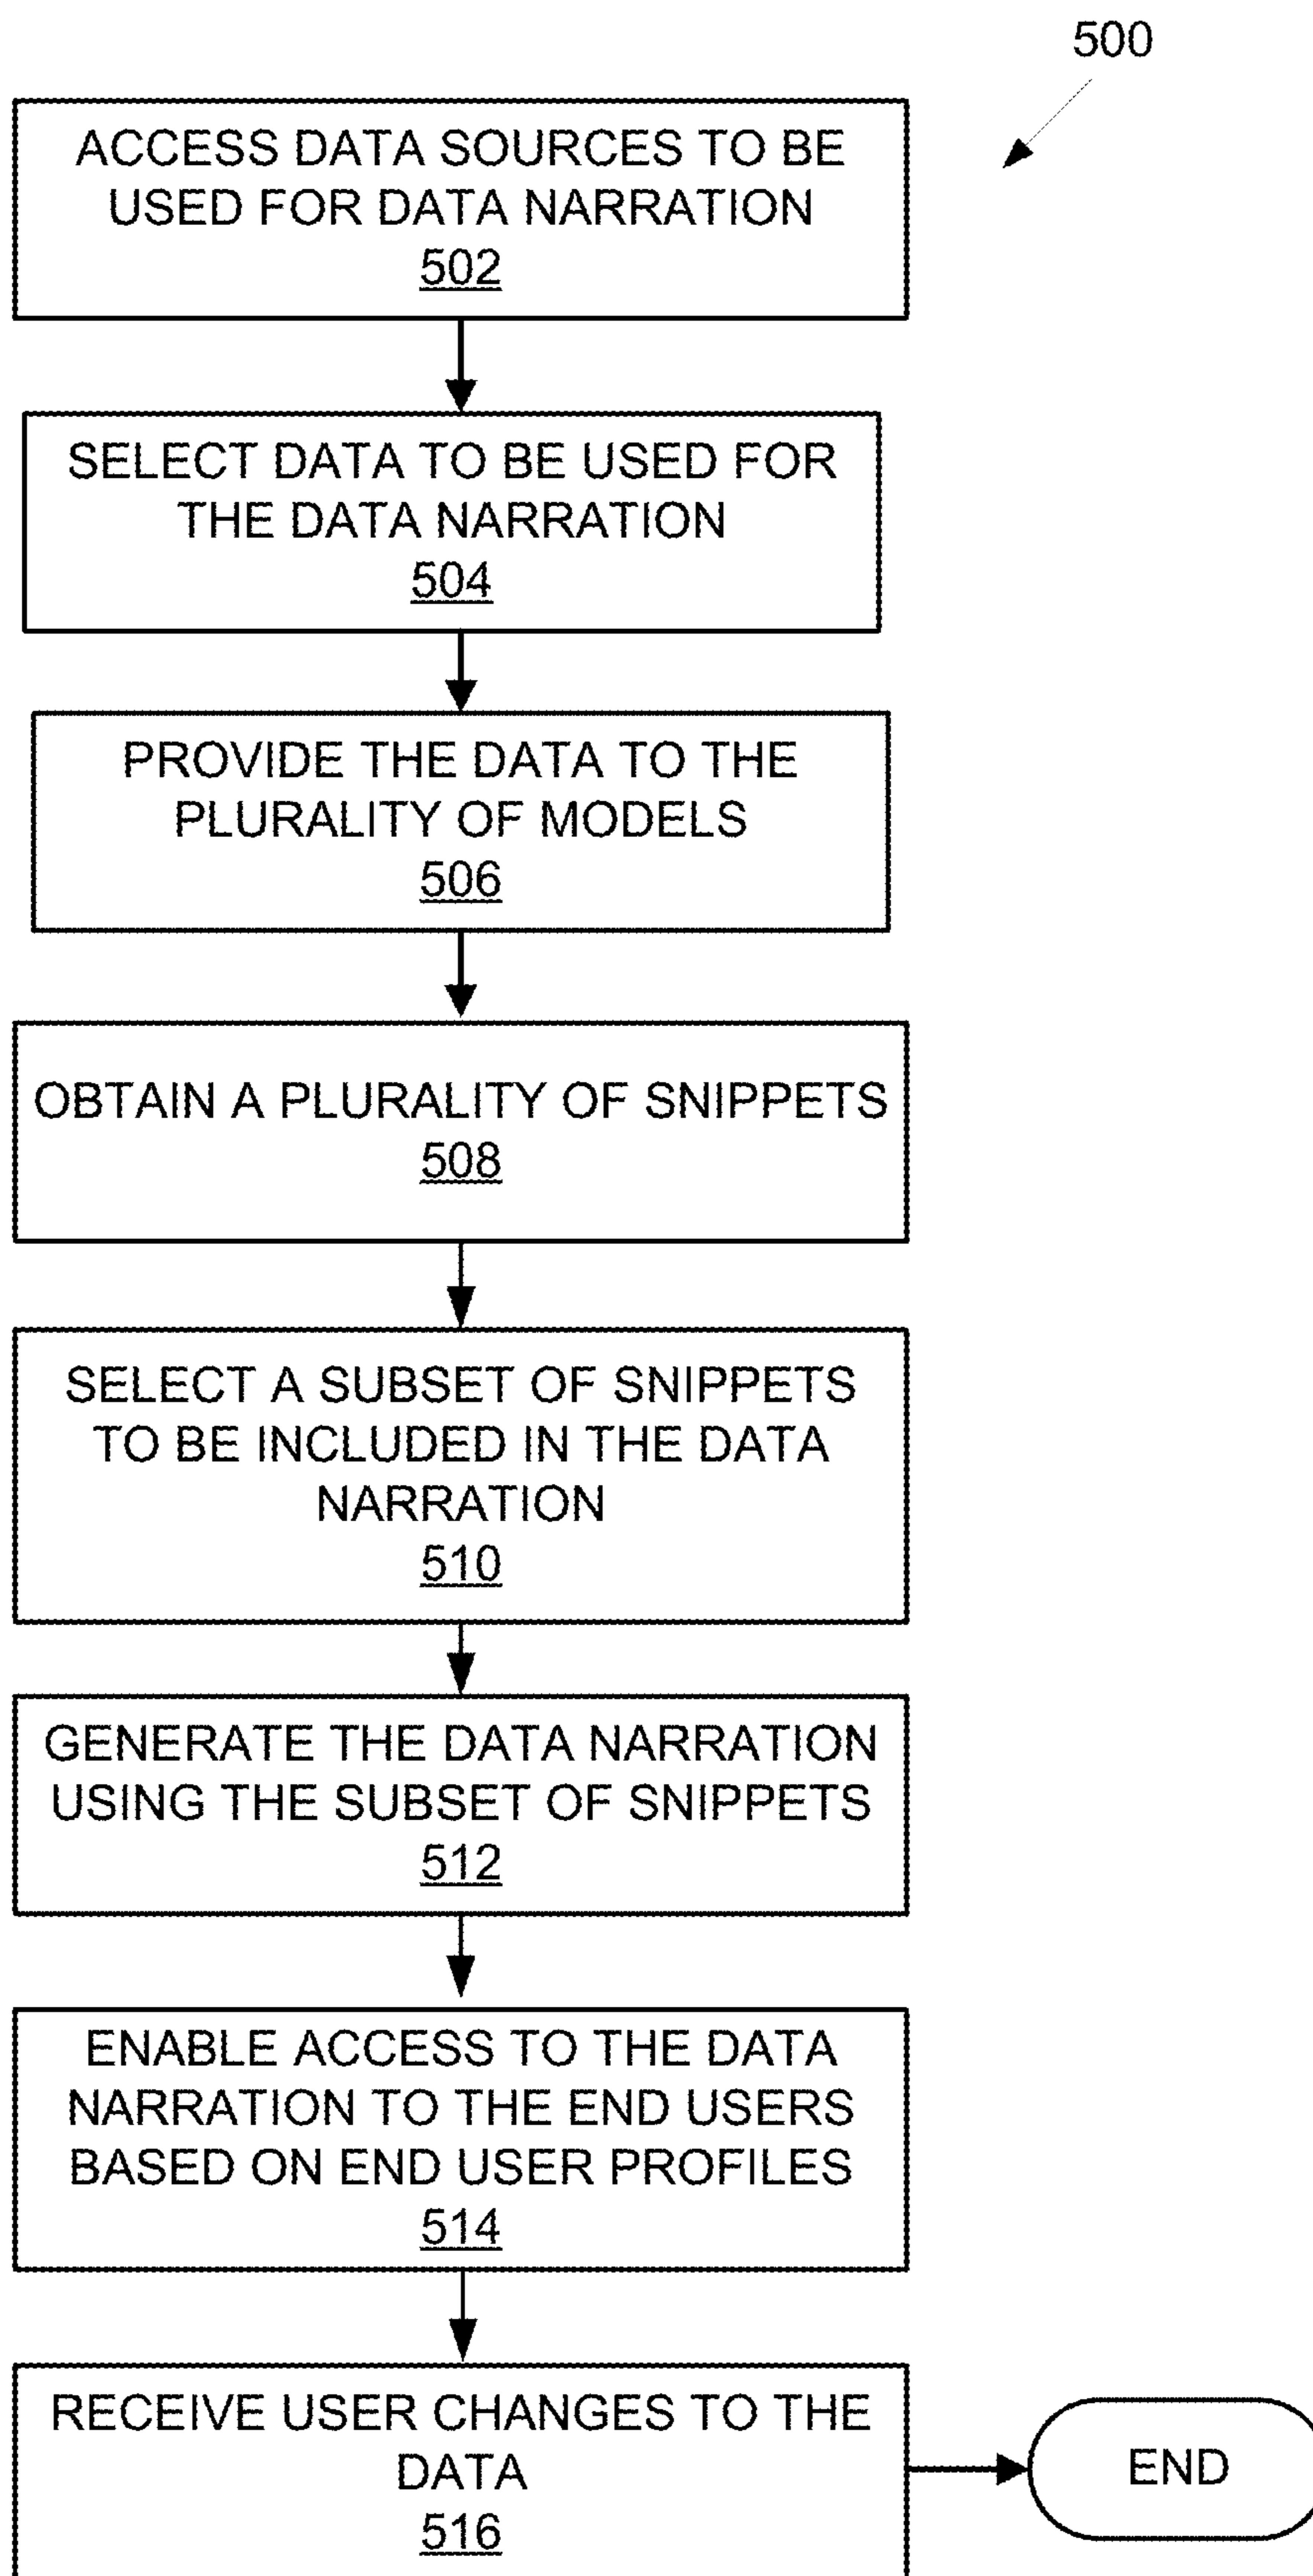 500
ACCESS DATA SOURCES TO BE
USED FOR DATA NARRATION
502
SELECT DATA TO BE USED FOR
THE DATA NARRATION
504
PROVIDE THE DATA TO THE
PLURALITY OF MODELS
506
OBTAIN A PLURALITY OF SNIPPETS
508
SELECT A SUBSET OF SNIPPETS
TO BE INCLUDED IN THE DATA
NARRATION
510
GENERATE THE DATA NARRATION
USING THE SUBSET OF SNIPPETS
512
ENABLE ACCESS TO THE DATA
NARRATION TO THE END USERS
BASED ON END USER PROFILES
514
RECEIVE USER CHANGES TO THE
DATA
516
END